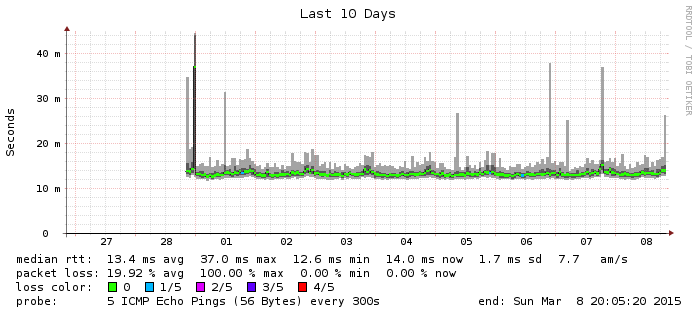 Last 10 Days
RRDTOOL / TOBI OETIKER
Seconds
40 m
30 m
20 m
10 m
0
27 28 01 02 03 04 05 06 07 08
median rtt: 13.4 ms avg 37.0 ms max 12.6 ms min 14.0 ms now 1.7 ms sd 7.7 am/s
packet loss: 19.92 % avg 100.00 % max 0.00 % min 0.00 % now
loss color: 0 1/5 2/5 3/5 4/5
probe: 5 ICMP Echo Pings (56 Bytes) every 300s end: Sun Mar 8 20:05:20 2015